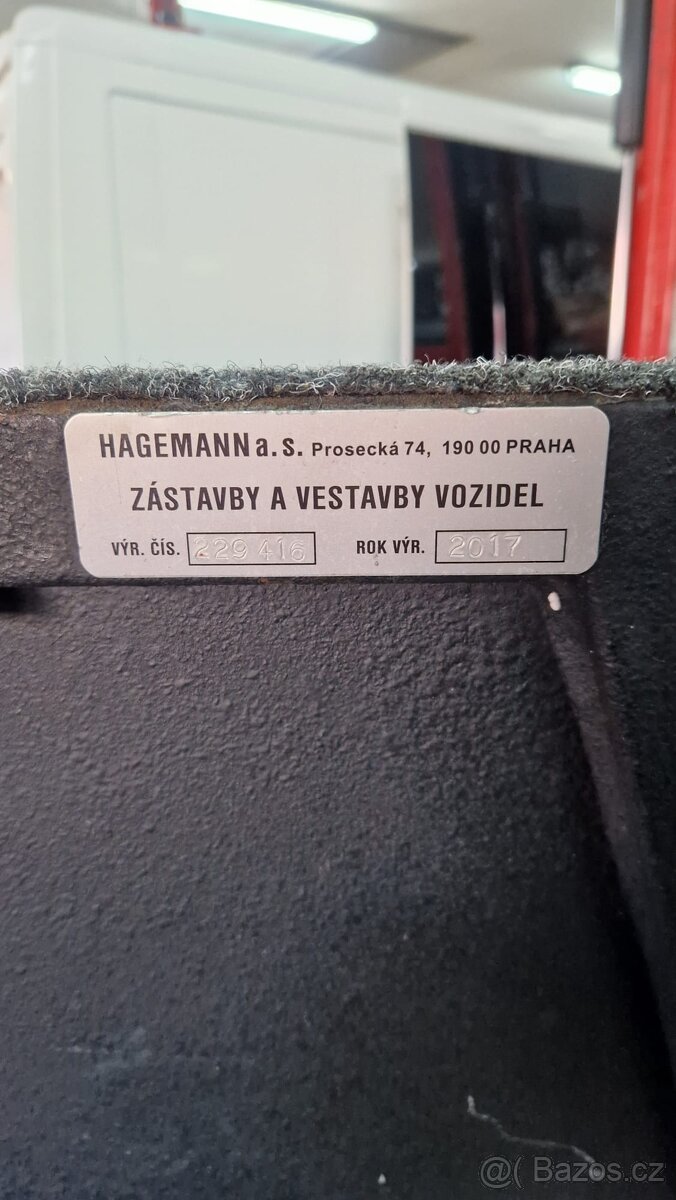 HAGEMANN a. s. Prosecká 74, 190 00 PRAHA
ZÁSTAVBY A VESTAVBY VOZIDEL
VÝR. ČÍS. 229 416 ROK VÝR. 2017
@( Bazos.cz